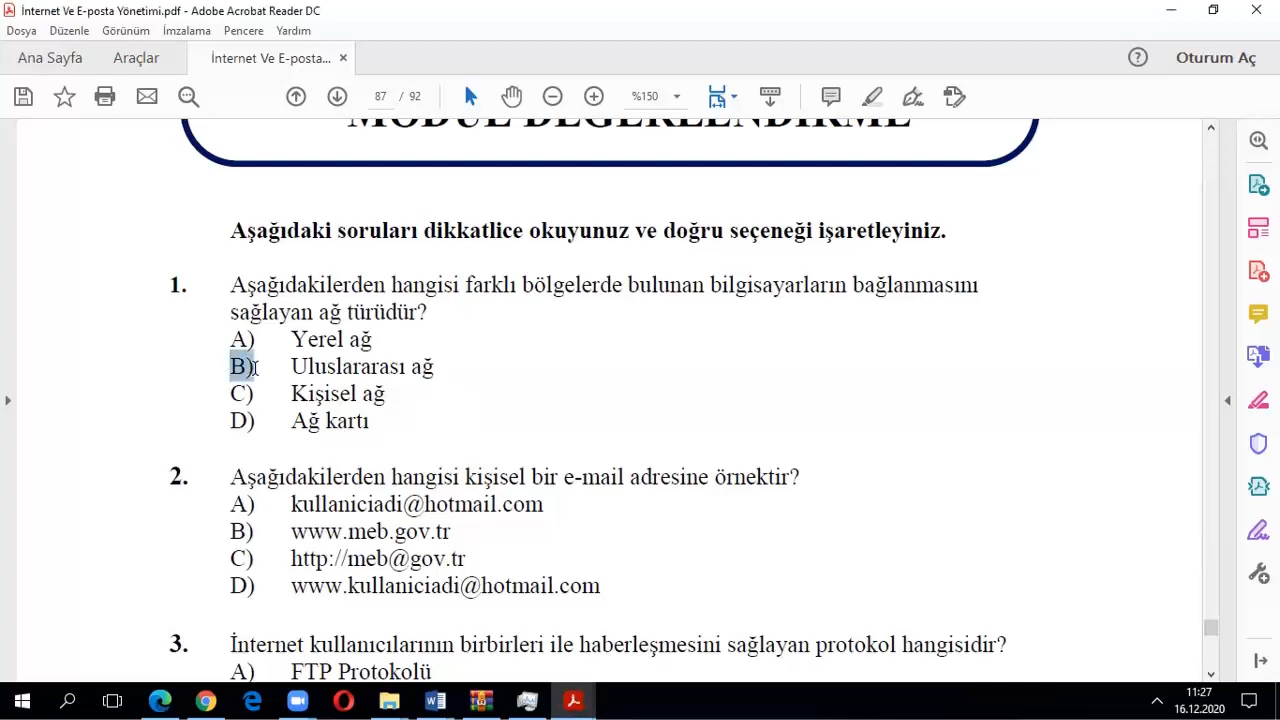 İnternet Ve E-posta Yönetimi.pdf - Adobe Acrobat Reader DC
Dosya Düzenle Görünüm İmzalama Pencere Yardım
Ana Sayfa Araçlar İnternet Ve E-posta... × ? Oturum Aç
87 / 92 %150
MODÜL DEĞERLENDİRME
Aşağıdaki soruları dikkatlice okuyunuz ve doğru seçeneği işaretleyiniz.
1. Aşağıdakilerden hangisi farklı bölgelerde bulunan bilgisayarların bağlanmasını
sağlayan ağ türüdür?
A) Yerel ağ
B) Uluslararası ağ
C) Kişisel ağ
D) Ağ kartı
2. Aşağıdakilerden hangisi kişisel bir e-mail adresine örnektir?
A) kullaniciadi@hotmail.com
B) www.meb.gov.tr
C) http://meb@gov.tr
D) www.kullaniciadi@hotmail.com
3. İnternet kullanıcılarının birbirleri ile haberleşmesini sağlayan protokol hangisidir?
A) FTP Protokolü
11:27
16.12.2020